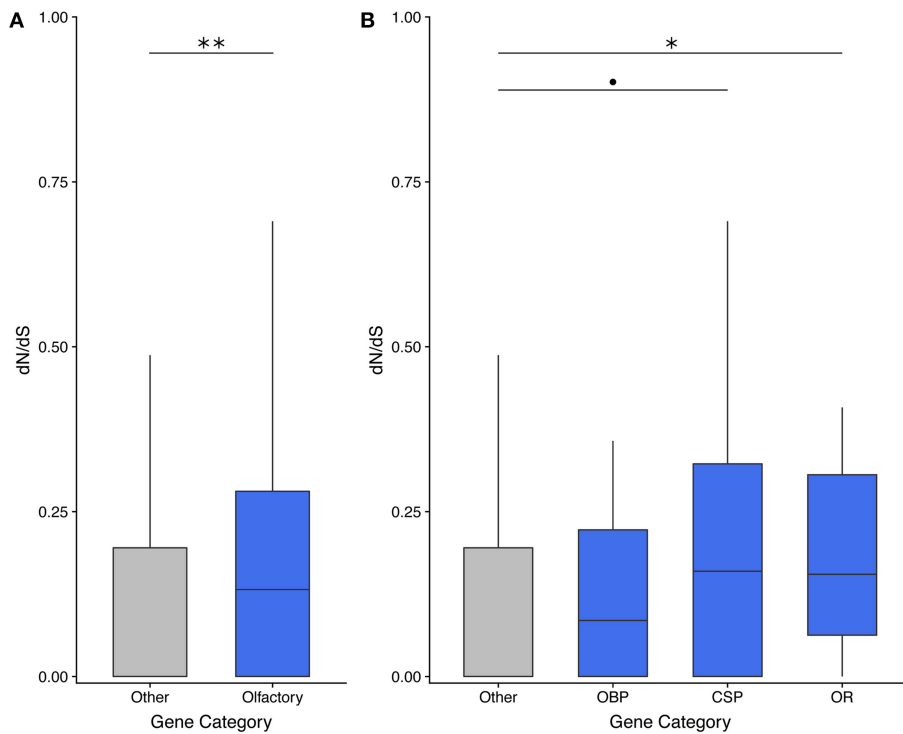 A
1.00
0.75
0.50
0.25
0.00
dN/dS
**
Other Olfactory
Gene Category
B
1.00
0.75
0.50
0.25
0.00
dN/dS
*
•
Other OBP CSP OR
Gene Category